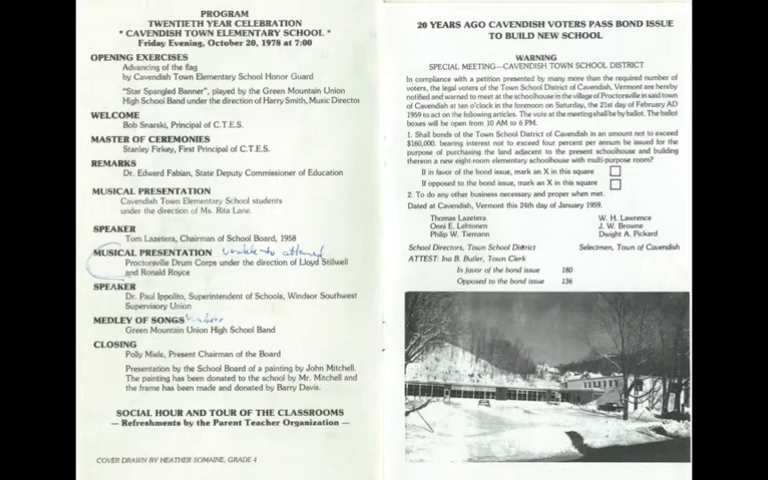 PROGRAM
TWENTIETH YEAR CELEBRATION
* CAVENDISH TOWN ELEMENTARY SCHOOL *
Friday Evening, October 20, 1978 at 7:00
OPENING EXERCISES
Advancing of the flag
by Cavendish Town Elementary School Honor Guard
"Star Spangled Banner", played by the Green Mountain Union
High School Band under the direction of Harry Smith, Music Director
WELCOME
Bob Snarski, Principal of C.T.E.S.
MASTER OF CEREMONIES
Stanley Firkey, First Principal of C.T.E.S.
REMARKS
Dr. Edward Fabian, State Deputy Commissioner of Education
MUSICAL PRESENTATION
Cavendish Town Elementary School students
under the direction of Ms. Rita Lane.
SPEAKER
Tom Lazetera, Chairman of School Board, 1958
MUSICAL PRESENTATION unable to attend
Proctorsville Drum Corps under the direction of Lloyd Stilwell
and Ronald Royce
SPEAKER
Dr. Paul Ippolito, Superintendent of Schools, Windsor Southwest
Supervisory Union
MEDLEY OF SONGS
Green Mountain Union High School Band
CLOSING
Polly Miele, Present Chairman of the Board
Presentation by the School Board of a painting by John Mitchell.
The painting has been donated to the school by Mr. Mitchell and
the frame has been made and donated by Barry Davis.
SOCIAL HOUR AND TOUR OF THE CLASSROOMS
— Refreshments by the Parent Teacher Organization —
COVER DRAWN BY HEATHER SOMAINE, GRADE 4
20 YEARS AGO CAVENDISH VOTERS PASS BOND ISSUE
TO BUILD NEW SCHOOL
WARNING
SPECIAL MEETING—CAVENDISH TOWN SCHOOL DISTRICT
In compliance with a petition presented by many more than the required number of
voters, the legal voters of the Town School District of Cavendish, Vermont are hereby
notified and warned to meet at the schoolhouse in the village of Proctorsville in said town
of Cavendish at ten o'clock in the forenoon on Saturday, the 21st day of February AD
1959 to act on the following articles. The vote at the meeting shall be by ballot. The ballot
boxes will be open from 10 AM to 6 PM.
1. Shall bonds of the Town School District of Cavendish in an amount not to exceed
$160,000. bearing interest not to exceed four percent per annum be issued for the
purpose of purchasing the land adjacent to the present schoolhouse and building
thereon a new eight-room elementary schoolhouse with multi-purpose room?
If in favor of the bond issue, mark an X in this square
If opposed to the bond issue, mark an X in this square
2. To do any other business necessary and proper when met.
Dated at Cavendish, Vermont this 24th day of January 1959.
Thomas Lazetera W. H. Lawrence
Onni E. Lehtonen J. W. Browne
Philip W. Tiemann Dwight A. Pickard
School Directors, Town School District Selectmen, Town of Cavendish
ATTEST: Ina B. Butler, Town Clerk
In favor of the bond issue 180
Opposed to the bond issue 136